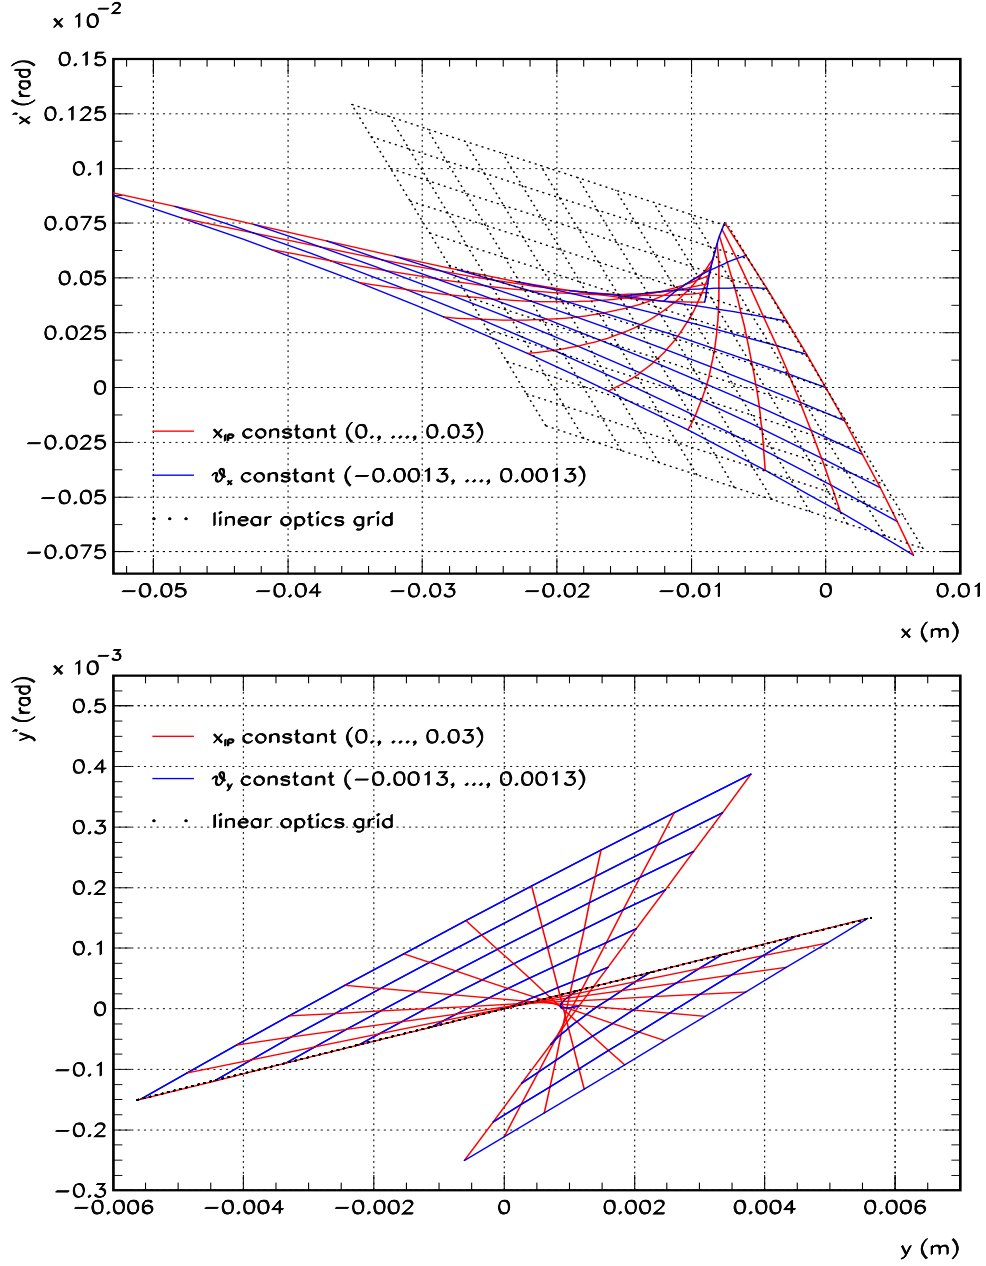 x 10⁻²
x' (rad)
0.15
0.125
0.1
0.075
0.05
0.025
0
−0.025
−0.05
−0.075
x_IP constant (0., ..., 0.03)
ϑ_x constant (−0.0013, ..., 0.0013)
linear optics grid
−0.05 −0.04 −0.03 −0.02 −0.01 0 0.01
x (m)
x 10⁻³
y' (rad)
0.5
0.4
0.3
0.2
0.1
0
−0.1
−0.2
−0.3
x_IP constant (0., ..., 0.03)
ϑ_y constant (−0.0013, ..., 0.0013)
linear optics grid
−0.006 −0.004 −0.002 0 0.002 0.004 0.006
y (m)